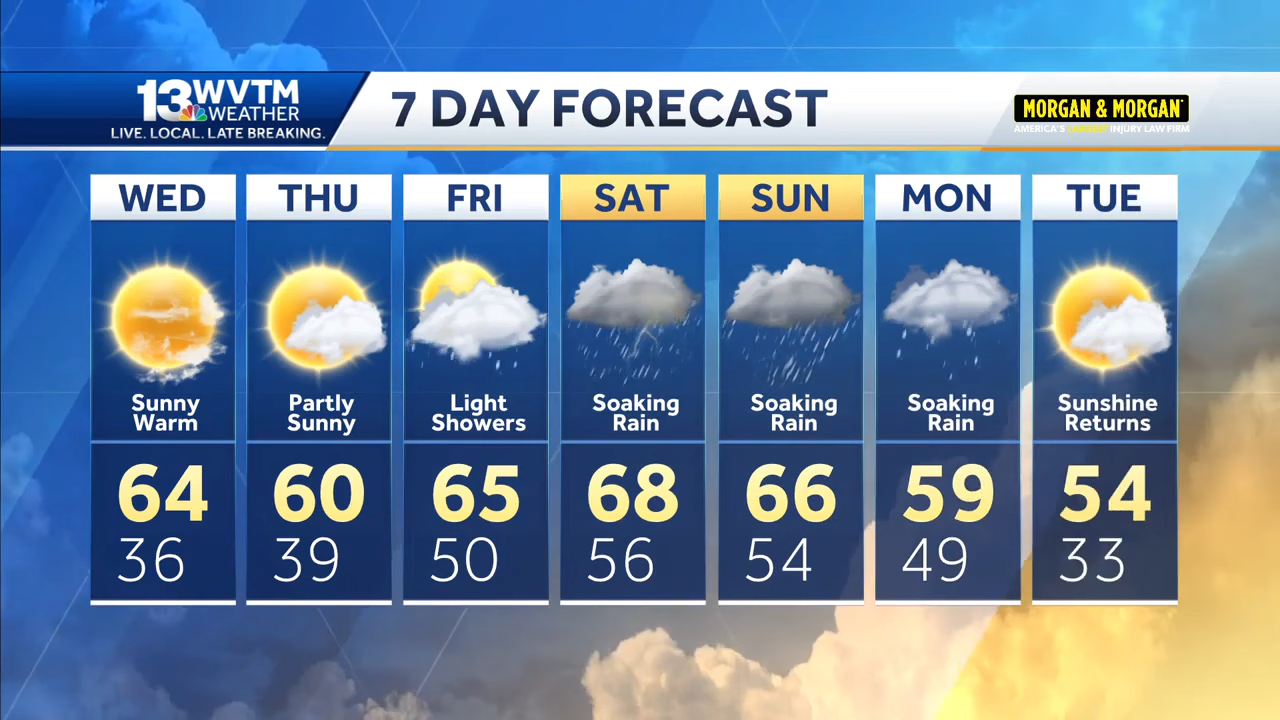 13 WVTM
WEATHER
LIVE. LOCAL. LATE BREAKING.
7 DAY FORECAST
MORGAN & MORGAN
AMERICA'S LARGEST INJURY LAW FIRM
WED
Sunny
Warm
64
36
THU
Partly
Sunny
60
39
FRI
Light
Showers
65
50
SAT
Soaking
Rain
68
56
SUN
Soaking
Rain
66
54
MON
Soaking
Rain
59
49
TUE
Sunshine
Returns
54
33